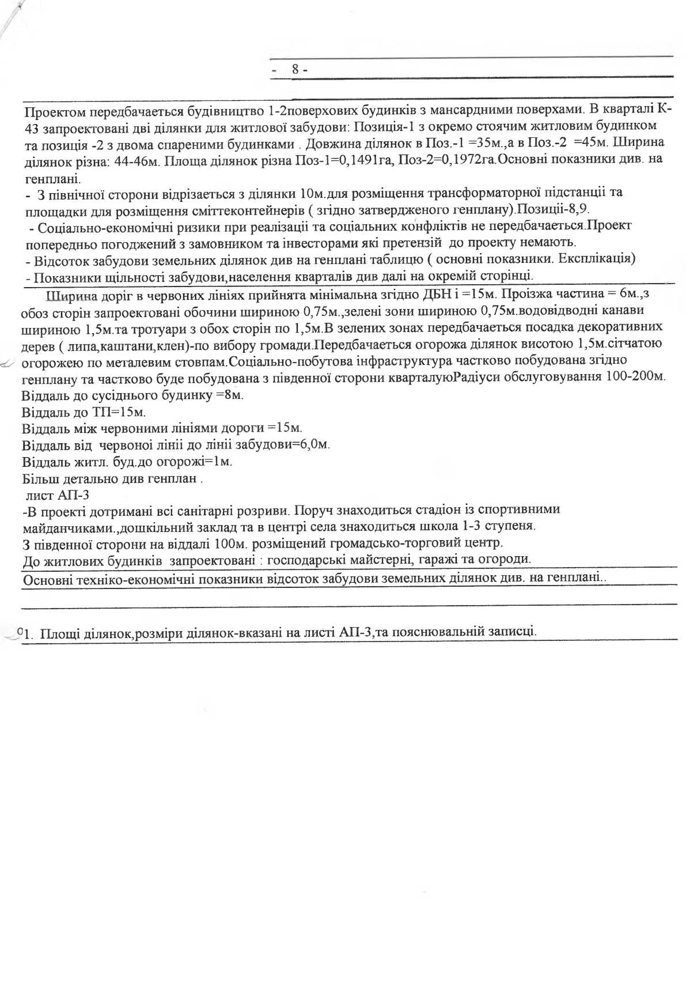 - 8 -
Проектом передбачаеться будівництво 1-2поверхових будинків з мансардними поверхами. В кварталі К-
43 запроектовані дві ділянки для житлової забудови: Позиція-1 з окремо стоячим житловим будинком
та позиція -2 з двома спареними будинками . Довжина ділянок в Поз.-1 =35м.,а в Поз.-2 =45м. Ширина
ділянок різна: 44-46м. Площа ділянок різна Поз-1=0,1491га, Поз-2=0,1972га.Основні показники див. на
генплані.
- З північної сторони відрізаеться з ділянки 10м.для розміщення трансформаторної підстанціі та
площадки для розміщення сміттеконтейнерів ( згідно затвердженого генплану).Позиціі-8,9.
- Соціально-економічні ризики при реалізаціі та соціальних конфліктів не передбачаеться.Проект
попередньо погоджений з замовником та інвесторами які претензій до проекту немають.
- Відсоток забудови земельних ділянок див на генплані таблицю ( основні показники. Експлікація)
- Показники щільності забудови,населення кварталів див далі на окремій сторінці.
Ширина доріг в червоних лініях прийнята мінімальна згідно ДБН і =15м. Проізжа частина = 6м.,з
обоз сторін запроектовані обочини шириною 0,75м.,зелені зони шириною 0,75м.водовідводні канави
шириною 1,5м.та тротуари з обох сторін по 1,5м.В зелених зонах передбачаеться посадка декоративних
дерев ( липа,каштани,клен)-по вибору громади.Передбачаеться огорожа ділянок висотою 1,5м.сітчатою
огорожею по металевим стовпам.Соціально-побутова інфраструктура частково побудована згідно
генплану та частково буде побудована з південної сторони кварталуюРадіуси обслуговування 100-200м.
Віддаль до сусіднього будинку =8м.
Віддаль до ТП=15м.
Віддаль між червоними лініями дороги =15м.
Віддаль від червоноі лініі до лініі забудови=6,0м.
Віддаль житл. буд.до огорожі=1м.
Більш детально див генплан .
лист АП-3
-В проекті дотримані всі санітарні розриви. Поруч знаходиться стадіон із спортивними
майданчиками.,дошкільний заклад та в центрі села знаходиться школа 1-3 ступеня.
З південної сторони на віддалі 100м. розміщений громадсько-торговий центр.
До житлових будинків запроектовані : господарські майстерні, гаражі та огороди.
Основні техніко-економічні показники відсоток забудови земельних ділянок див. на генплані..
1. Площі ділянок,розміри ділянок-вказані на листі АП-3,та пояснювальній записці.